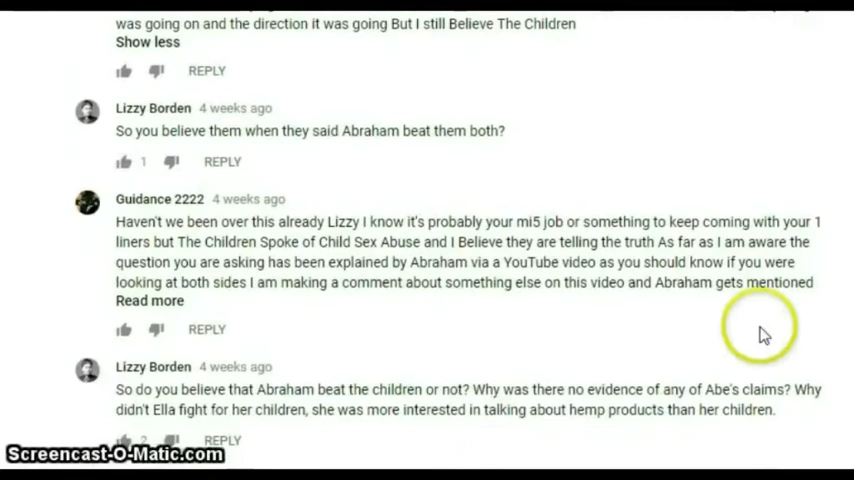 was going on and the direction it was going But I still Believe The Children
Show less
REPLY
Lizzy Borden 4 weeks ago
So you believe them when they said Abraham beat them both?
1 REPLY
Guidance 2222 4 weeks ago
Haven't we been over this already Lizzy I know it's probably your mi5 job or something to keep coming with your 1
liners but The Children Spoke of Child Sex Abuse and I Believe they are telling the truth As far as I am aware the
question you are asking has been explained by Abraham via a YouTube video as you should know if you were
looking at both sides I am making a comment about something else on this video and Abraham gets mentioned
Read more
REPLY
Lizzy Borden 4 weeks ago
So do you believe that Abraham beat the children or not? Why was there no evidence of any of Abe's claims? Why
didn't Ella fight for her children, she was more interested in talking about hemp products than her children.
2 REPLY
Screencast-O-Matic.com